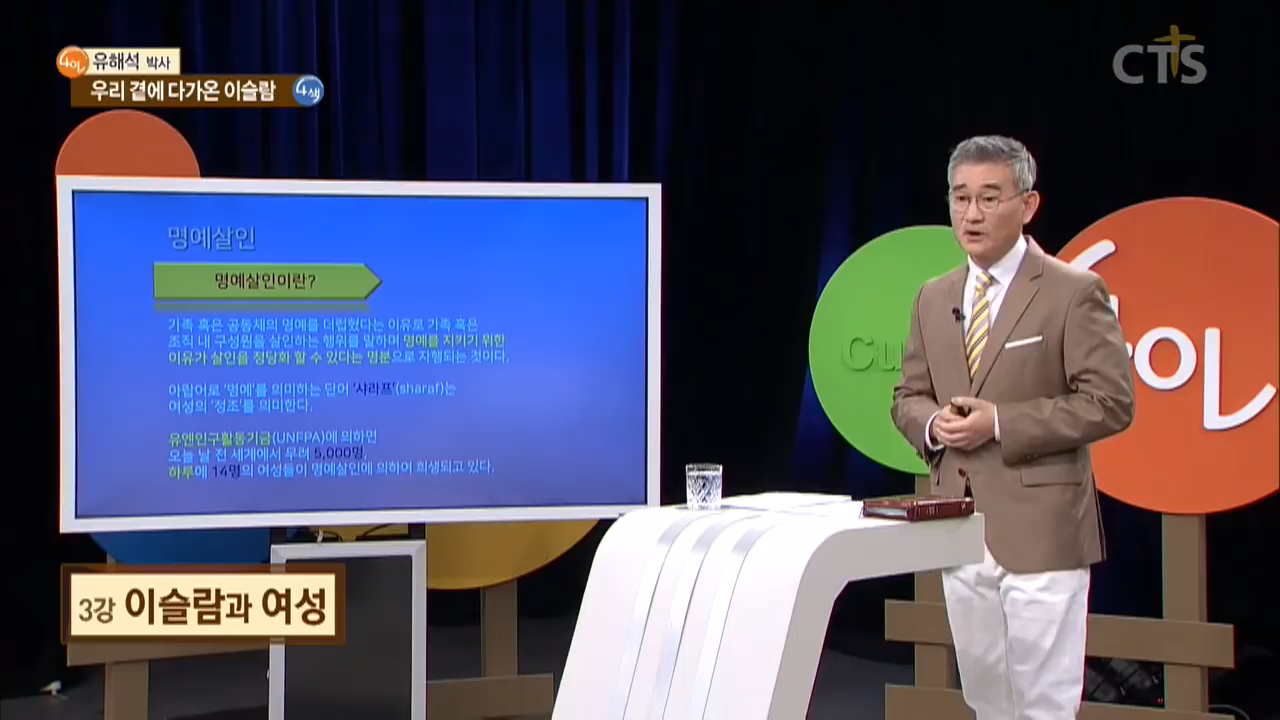 4인 유해석 박사
우리 곁에 다가온 이슬람 4색
CTS
명예살인
명예살인이란?
가족 혹은 공동체의 명예를 더럽혔다는 이유로 가족 혹은
조직 내 구성원을 살인하는 행위를 말하며 명예를 지키기 위한
이유가 살인을 정당화 할 수 있다는 명분으로 자행되는 것이다.
아랍어로 '명예'를 의미하는 단어 '샤라프'(sharaf)는
여성의 '정조'를 의미한다.
유엔인구활동기금(UNFPA)에 의하면
오늘 날 전 세계에서 무려 5,000명,
하루에 14명의 여성들이 명예살인에 의하여 희생되고 있다.
Cu
4인
3강 이슬람과 여성